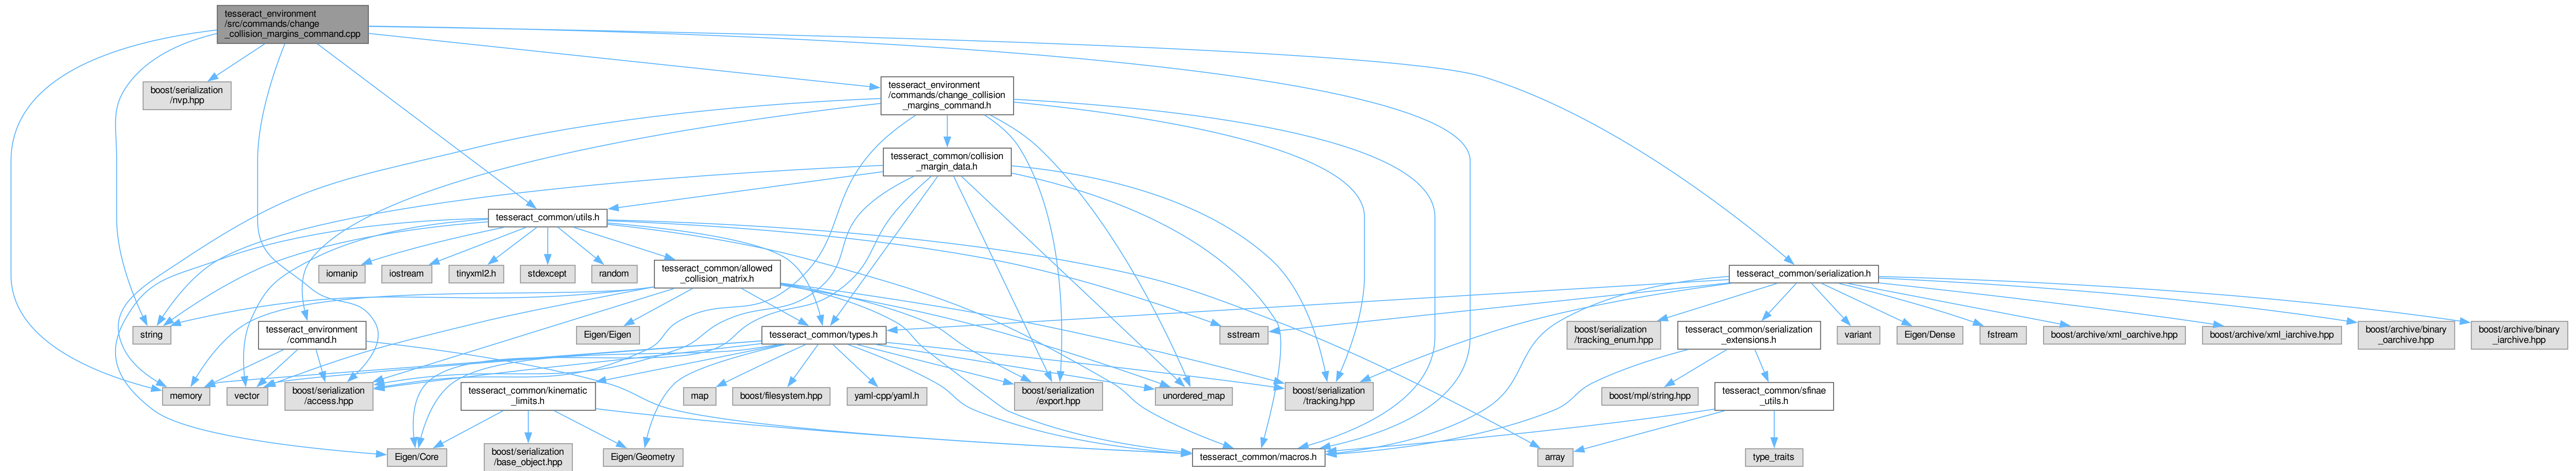 tesseract_environment
/src/commands/change
_collision_margins_command.cpp
boost/serialization
/nvp.hpp
tesseract_environment
/commands/change_collision
_margins_command.h
tesseract_common/collision
_margin_data.h
tesseract_common/utils.h
iomanip
iostream
tinyxml2.h
stdexcept
random
tesseract_common/allowed
_collision_matrix.h
tesseract_common/serialization.h
string
tesseract_environment
/command.h
Eigen/Eigen
tesseract_common/types.h
sstream
boost/serialization
/tracking_enum.hpp
tesseract_common/serialization
_extensions.h
variant
Eigen/Dense
fstream
boost/archive/xml_oarchive.hpp
boost/archive/xml_iarchive.hpp
boost/archive/binary
_oarchive.hpp
boost/archive/binary
_iarchive.hpp
memory
vector
boost/serialization
/access.hpp
tesseract_common/kinematic
_limits.h
map
boost/filesystem.hpp
yaml-cpp/yaml.h
boost/serialization
/export.hpp
unordered_map
boost/serialization
/tracking.hpp
boost/mpl/string.hpp
tesseract_common/sfinae
_utils.h
Eigen/Core
boost/serialization
/base_object.hpp
Eigen/Geometry
tesseract_common/macros.h
array
type_traits